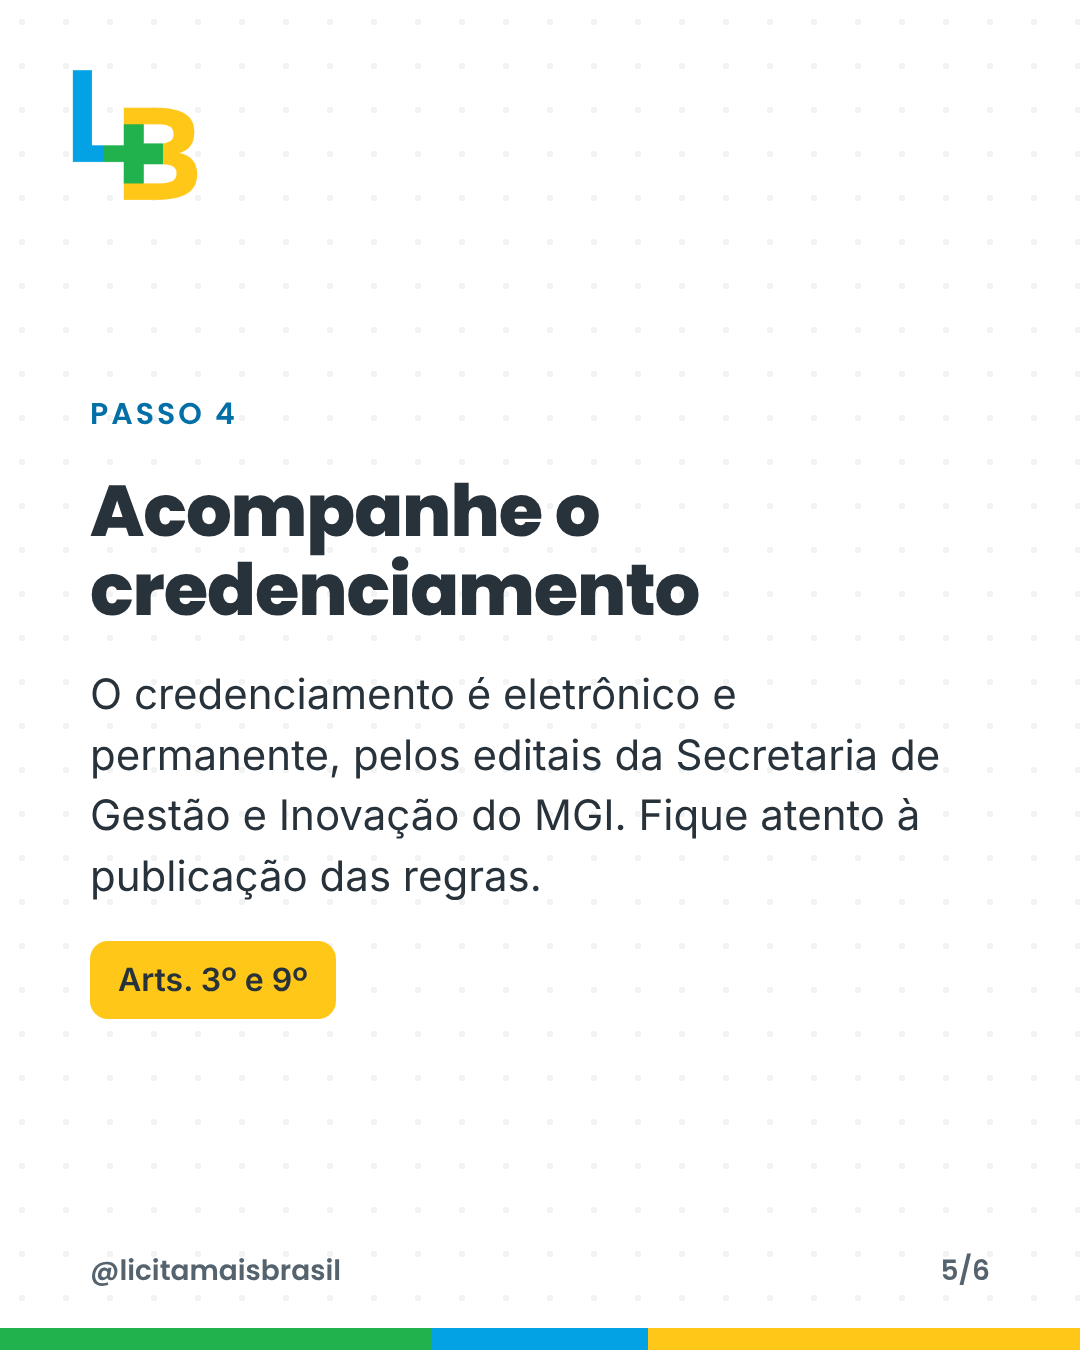 L+B
PASSO 4
Acompanhe o
credenciamento
O credenciamento é eletrônico e
permanente, pelos editais da Secretaria de
Gestão e Inovação do MGI. Fique atento à
publicação das regras.
Arts. 3º e 9º
@licitamaisbrasil
5/6